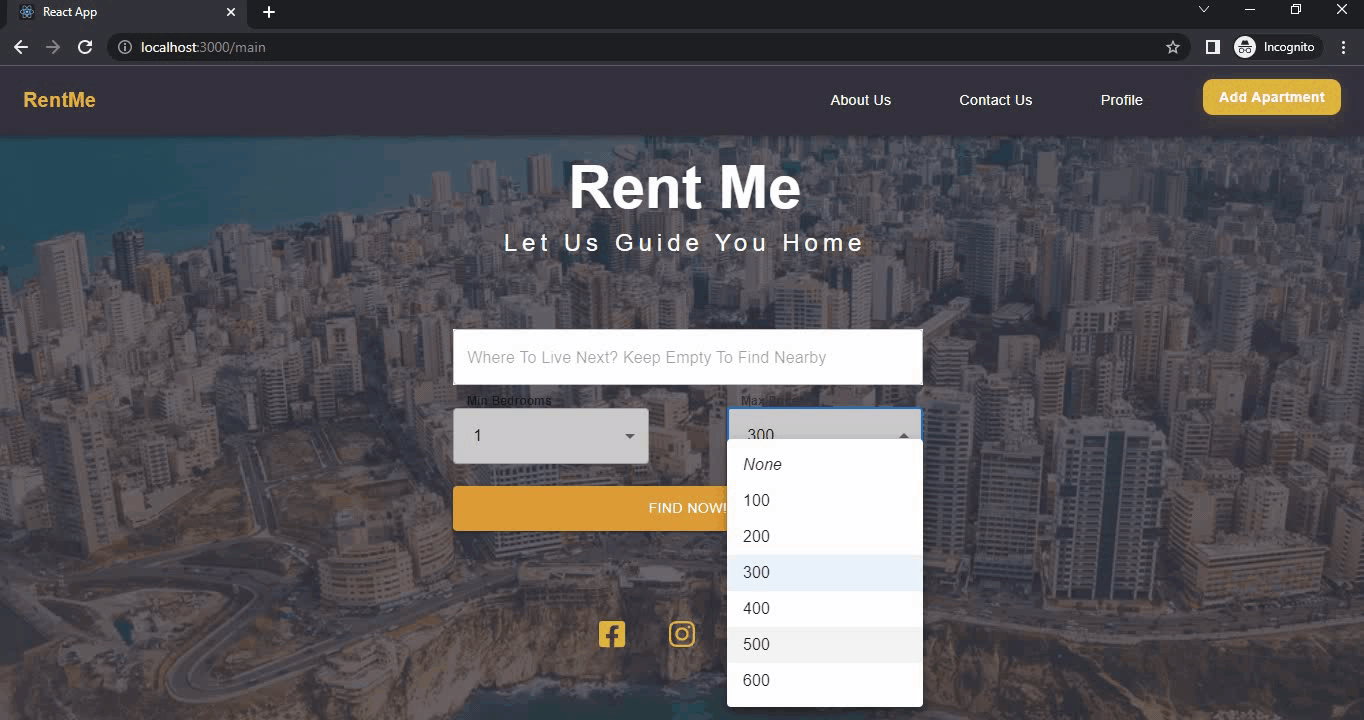 React App
localhost:3000/main
Incognito
RentMe
About Us
Contact Us
Profile
Add Apartment
Rent Me
Let Us Guide You Home
Where To Live Next? Keep Empty To Find Nearby
Min Bedrooms
Max
1
300
FIND NOW!
None
100
200
300
400
500
600